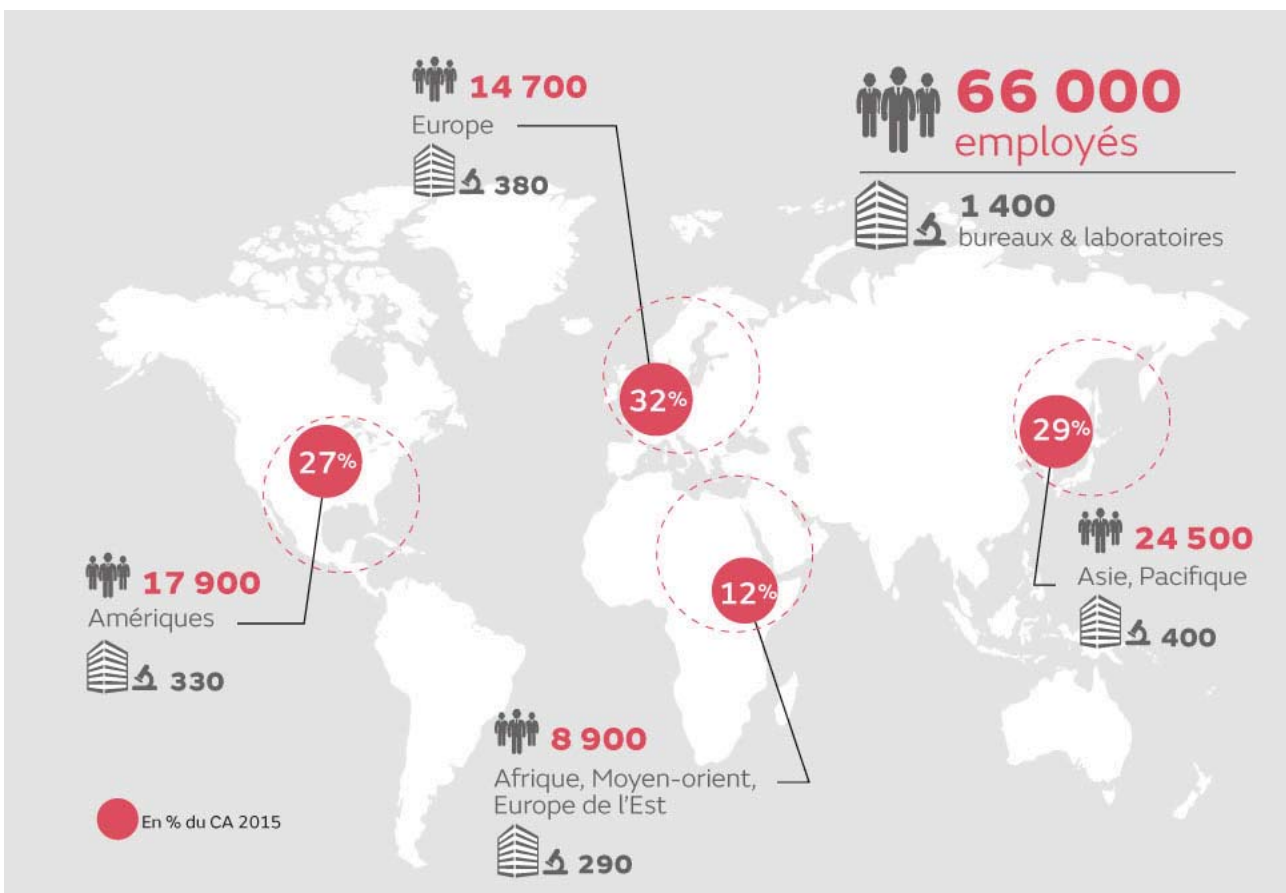 14 700
Europe
380
66 000
employés
1 400
bureaux & laboratoires
32%
29%
27%
24 500
Asie, Pacifique
400
17 900
Amériques
330
12%
8 900
Afrique, Moyen-orient,
Europe de l'Est
290
En % du CA 2015